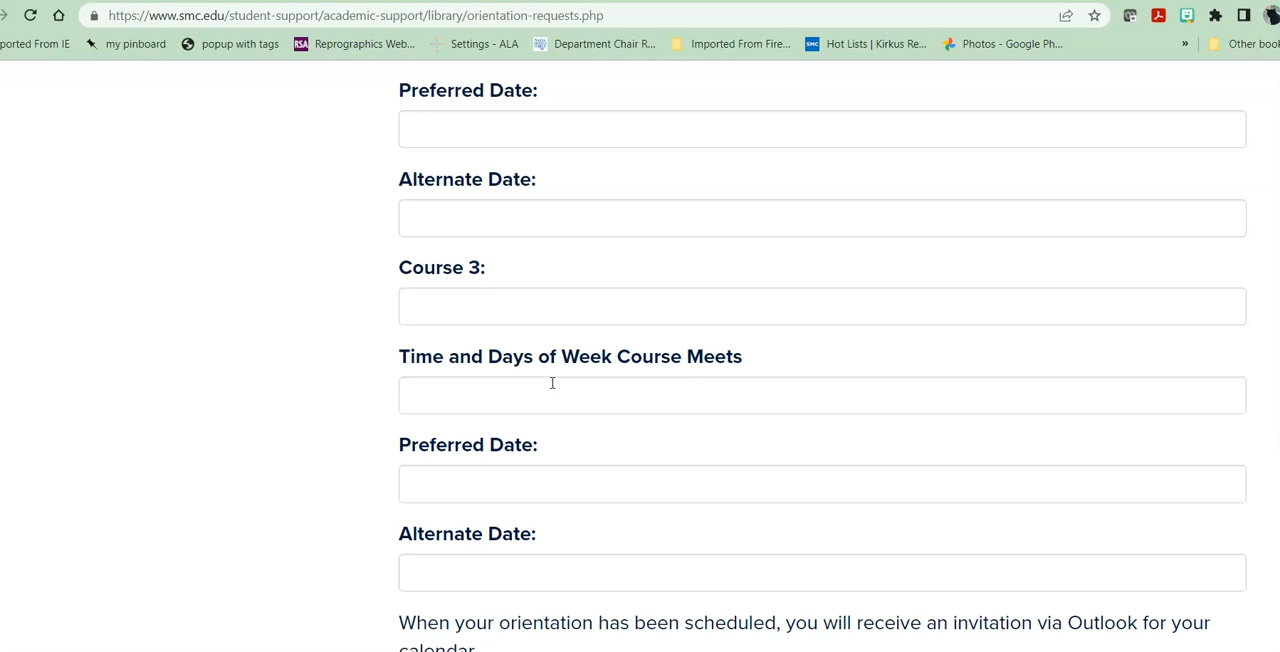 https://www.smc.edu/student-support/academic-support/library/orientation-requests.php
ported From IE my pinboard popup with tags RSA Reprographics Web... Settings - ALA Department Chair R... Imported From Fire... SMC Hot Lists | Kirkus Re... Photos - Google Ph... » Other book
Preferred Date:
Alternate Date:
Course 3:
Time and Days of Week Course Meets
Preferred Date:
Alternate Date:
When your orientation has been scheduled, you will receive an invitation via Outlook for your
calendar